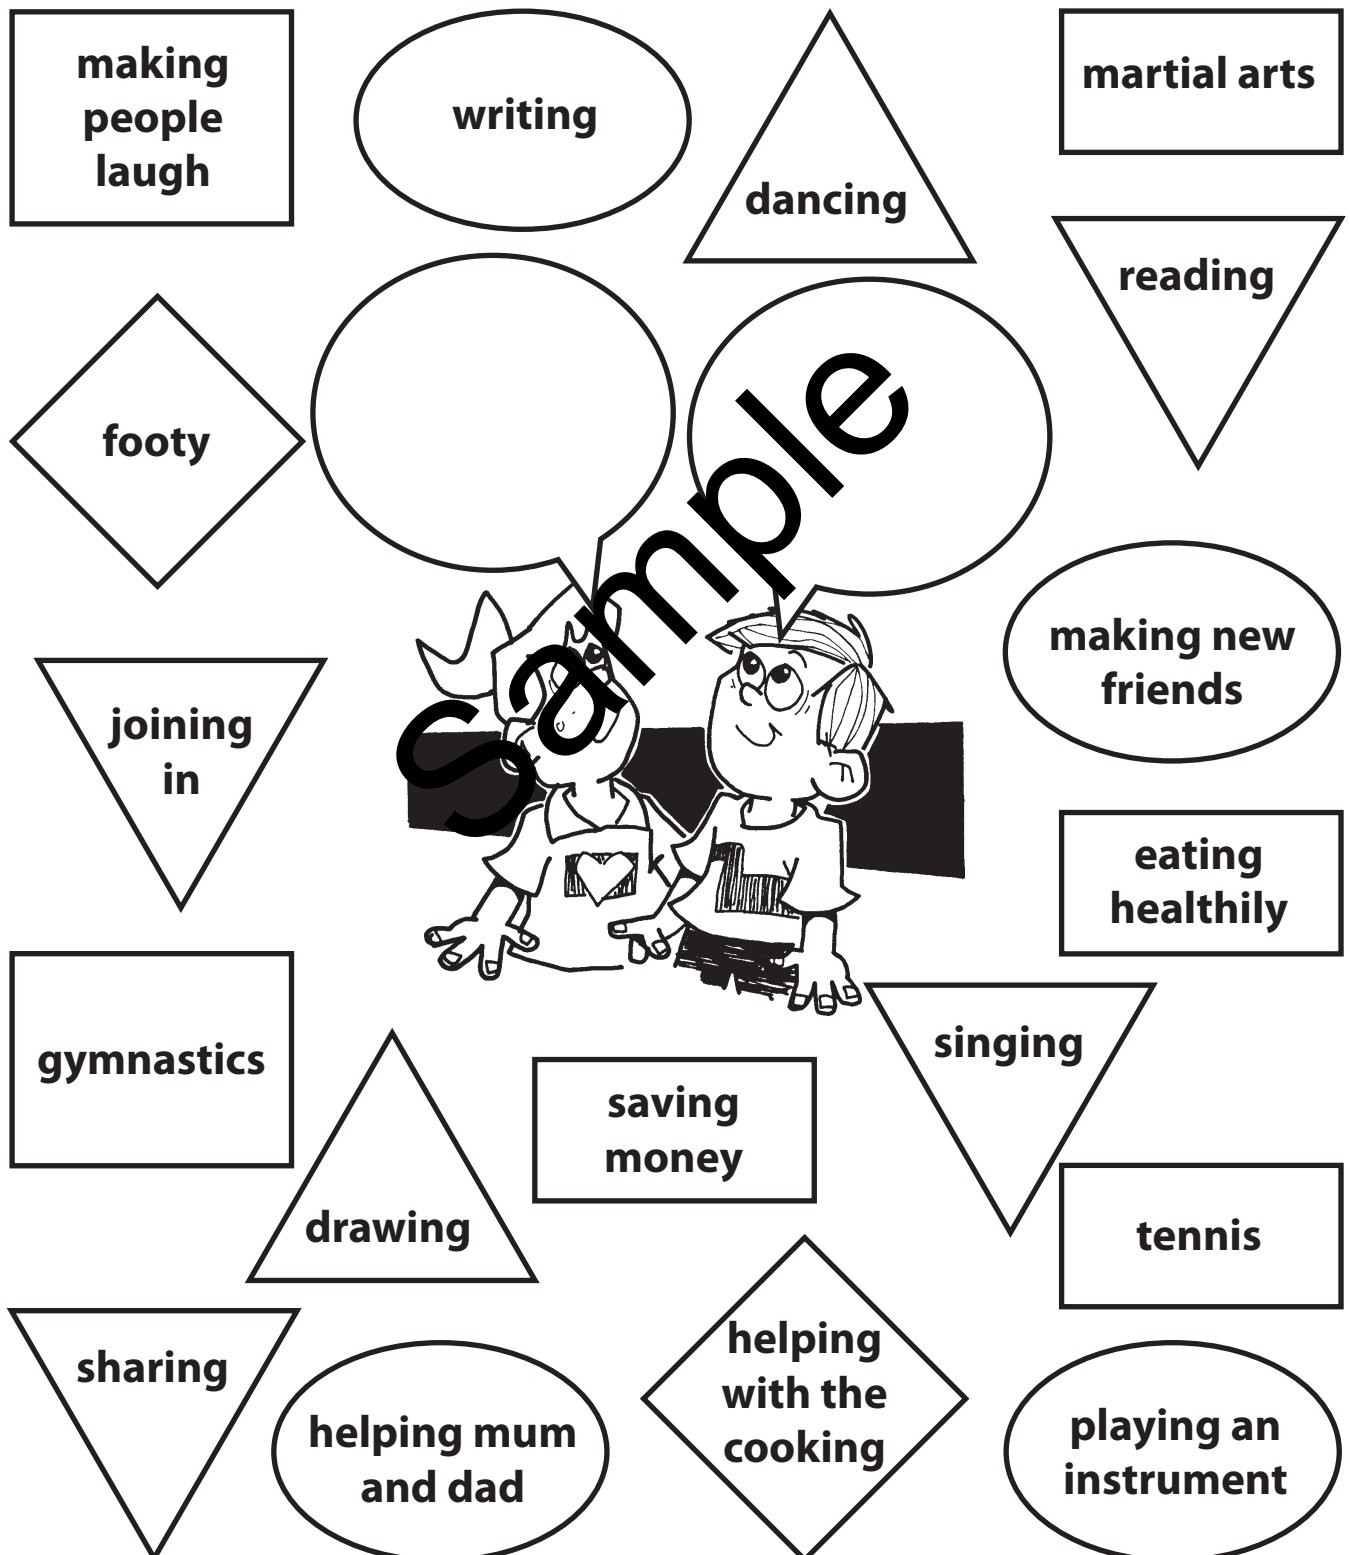 making
people
laugh
writing
dancing
martial arts
reading
footy
Sample
joining
in
making new
friends
eating
healthily
gymnastics
drawing
saving
money
singing
tennis
sharing
helping mum
and dad
helping
with the
cooking
playing an
instrument